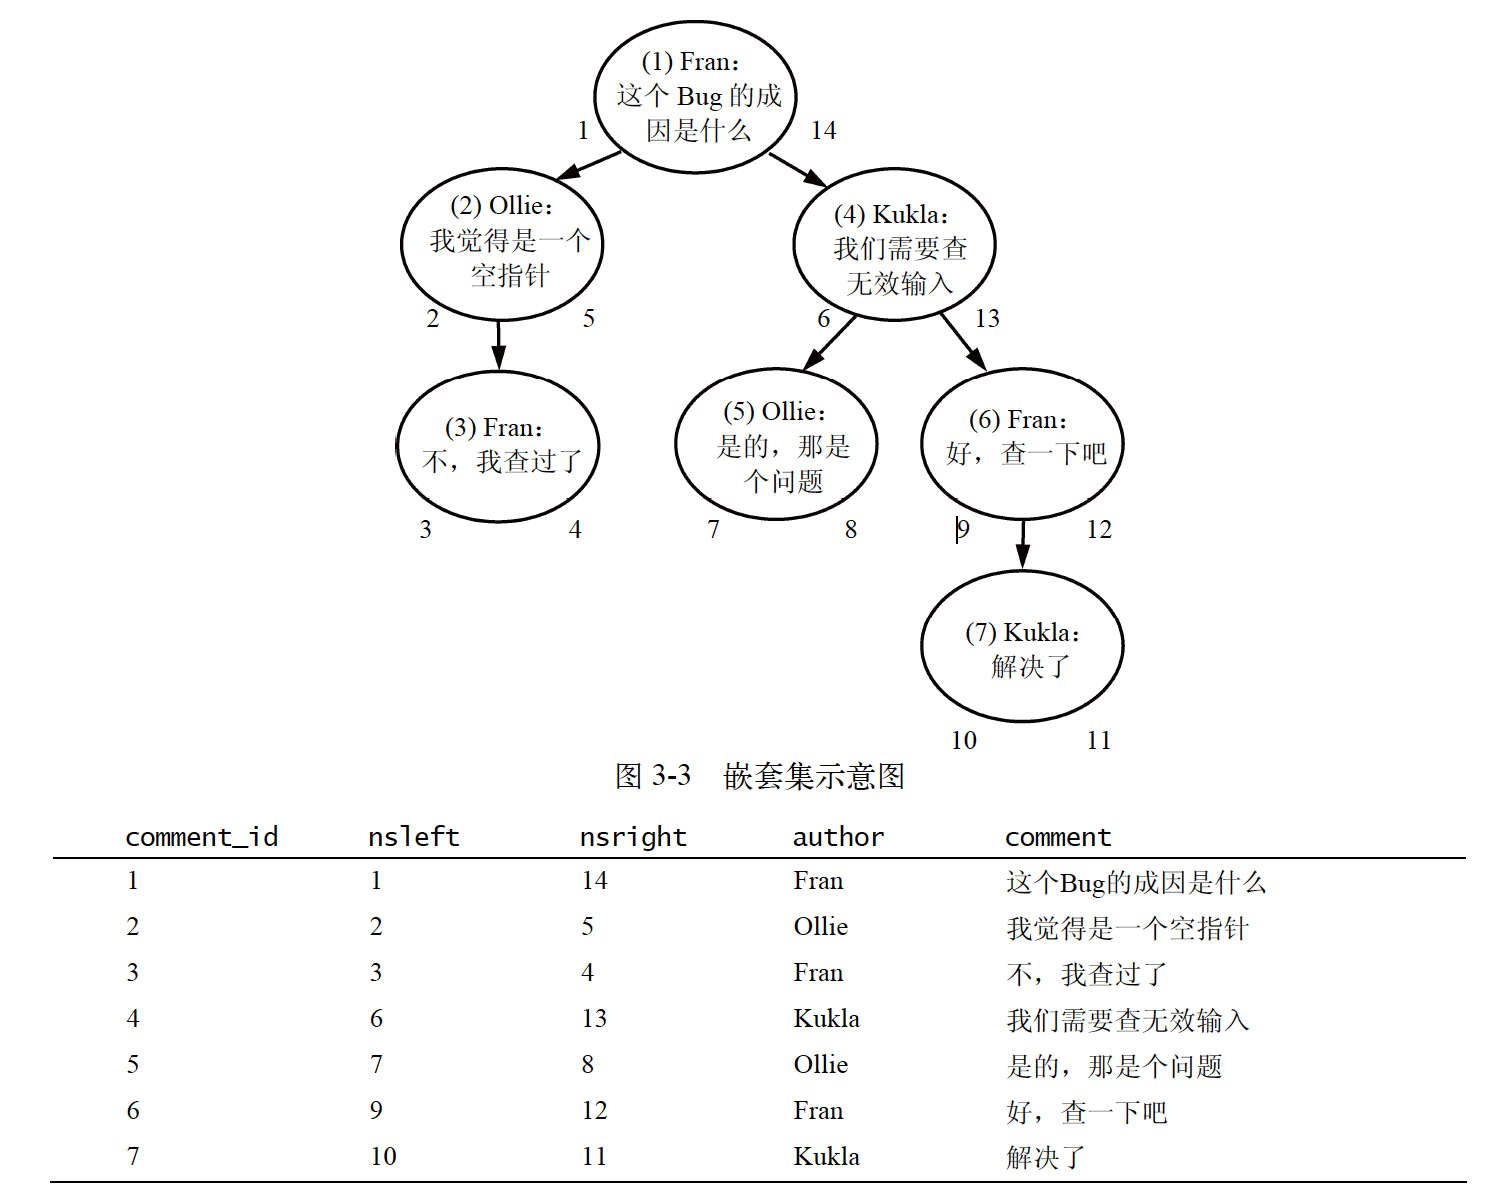 (1) Fran：
这个 Bug 的成
因是什么
1
14
(2) Ollie：
我觉得是一个
空指针
2
5
(4) Kukla：
我们需要查
无效输入
6
13
(3) Fran：
不，我查过了
3
4
(5) Ollie：
是的，那是
个问题
7
8
(6) Fran：
好，查一下吧
9
12
(7) Kukla：
解决了
10
11
图 3-3 嵌套集示意图
comment_id nsleft nsright author comment
1 1 14 Fran 这个Bug的成因是什么
2 2 5 Ollie 我觉得是一个空指针
3 3 4 Fran 不，我查过了
4 6 13 Kukla 我们需要查无效输入
5 7 8 Ollie 是的，那是个问题
6 9 12 Fran 好，查一下吧
7 10 11 Kukla 解决了